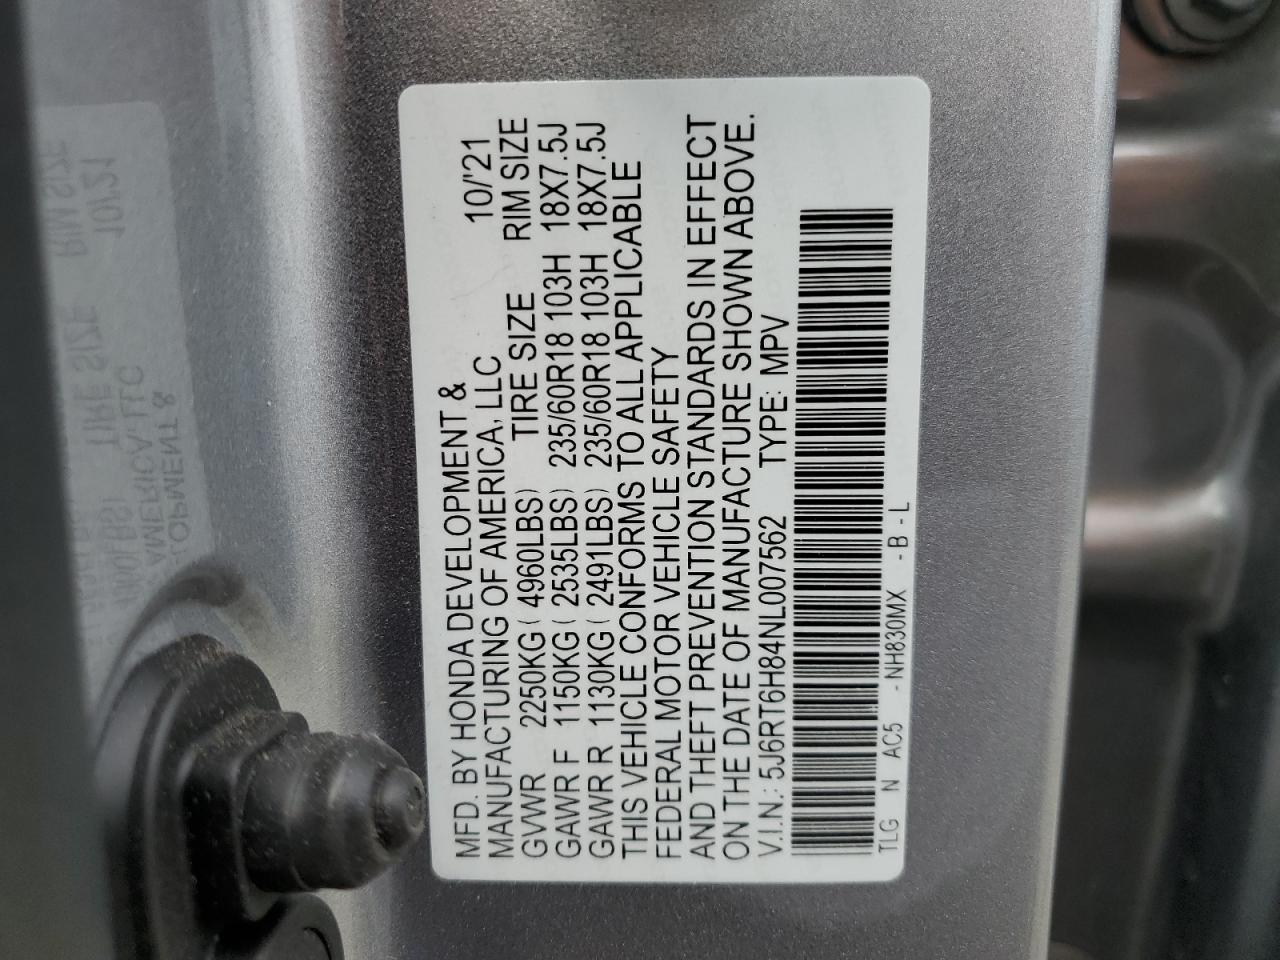 MFD. BY HONDA DEVELOPMENT &
MANUFACTURING OF AMERICA, LLC 10/'21
GVWR 2250KG ( 4960LBS) TIRE SIZE RIM SIZE
GAWR F 1150KG ( 2535LBS) 235/60R18 103H 18X7.5J
GAWR R 1130KG ( 2491LBS) 235/60R18 103H 18X7.5J
THIS VEHICLE CONFORMS TO ALL APPLICABLE
FEDERAL MOTOR VEHICLE SAFETY
AND THEFT PREVENTION STANDARDS IN EFFECT
ON THE DATE OF MANUFACTURE SHOWN ABOVE.
V.I.N.: 5J6RT6H84NL007562 TYPE: MPV
TLG N AC5 - NH830MX - B - L